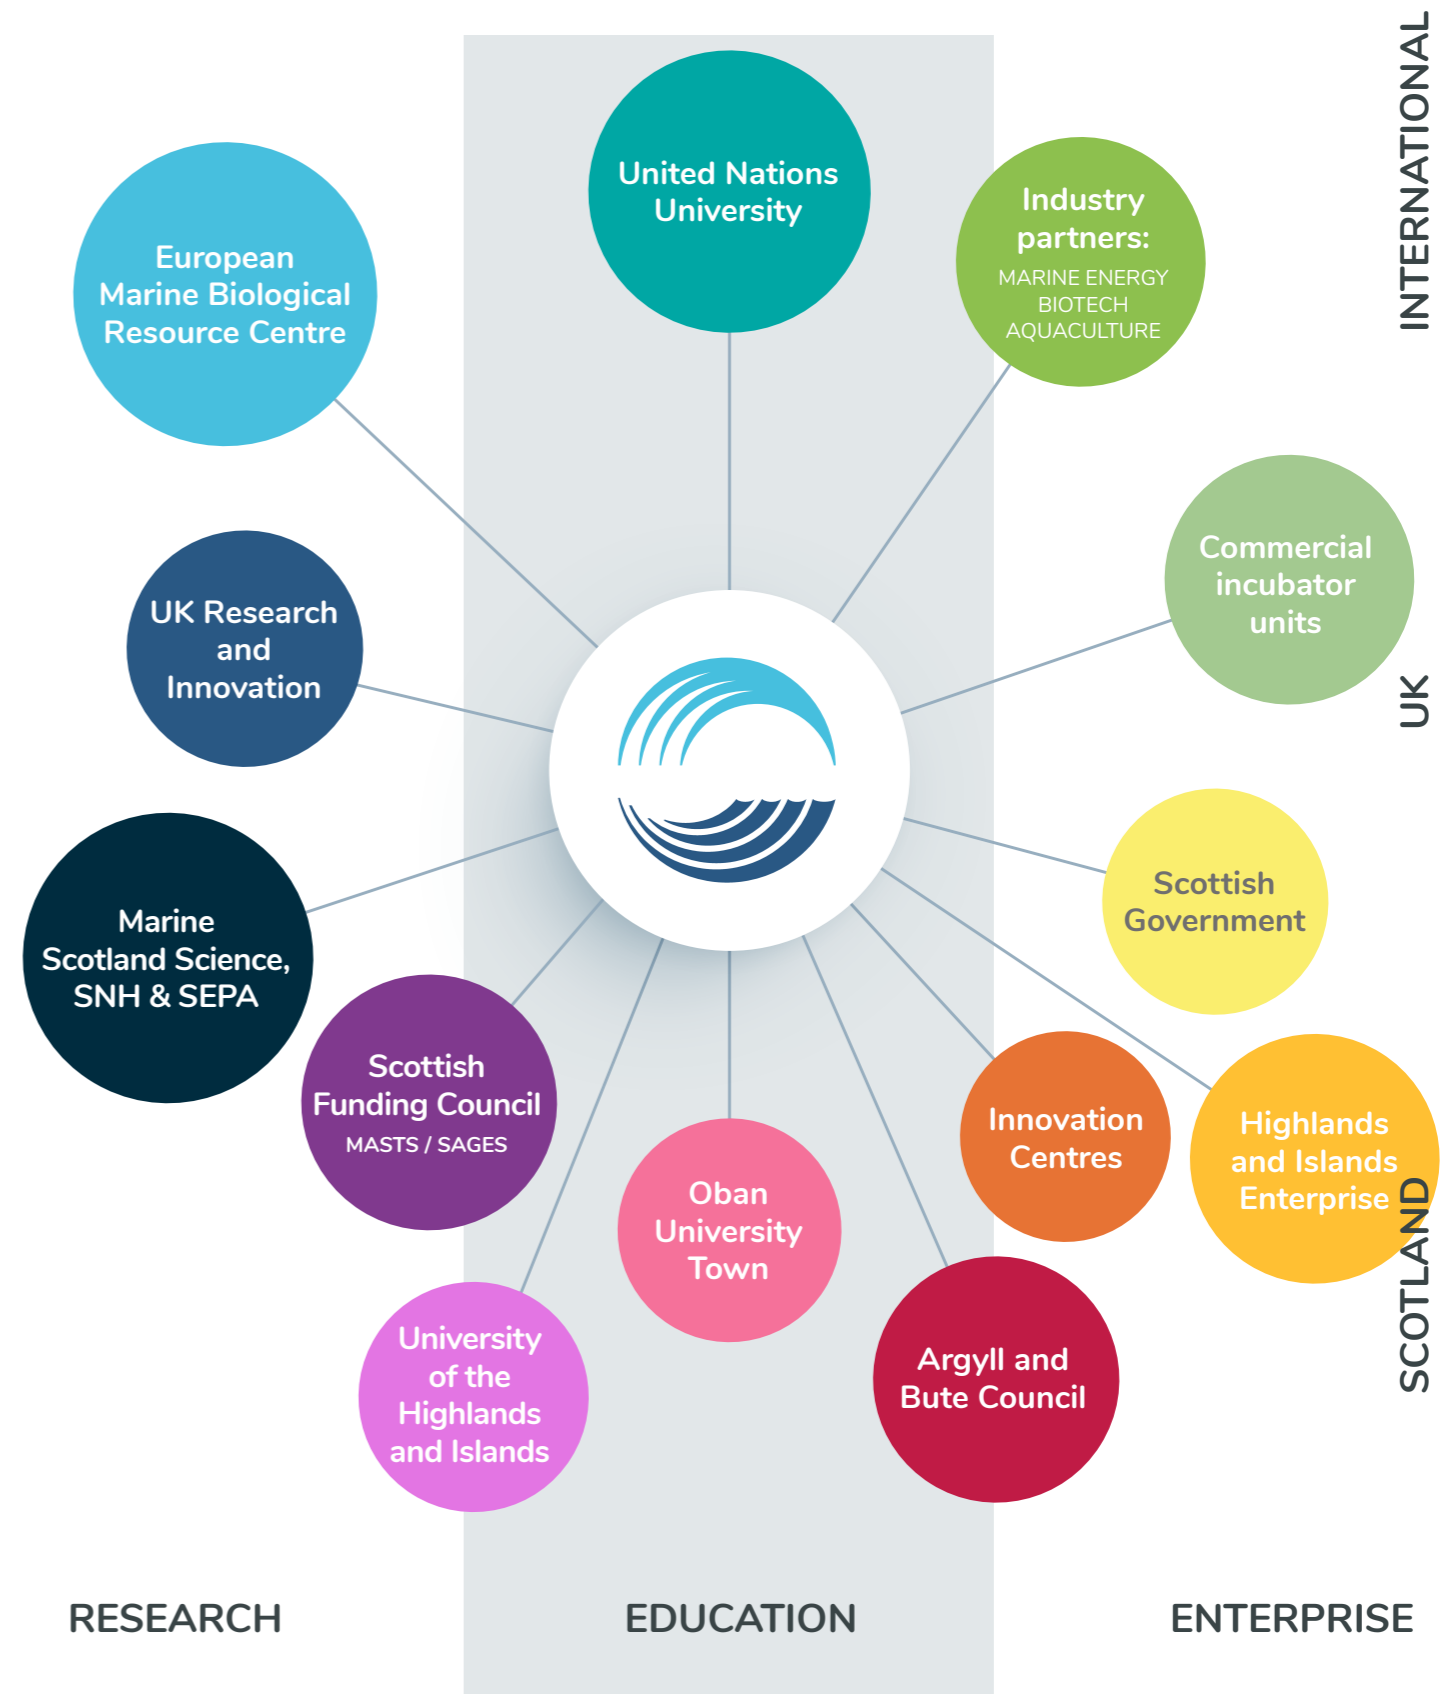 INTERNATIONAL
United Nations
University
Industry
partners:
MARINE ENERGY
BIOTECH
AQUACULTURE
European
Marine Biological
Resource Centre
Commercial
incubator
units
UK
UK Research
and
Innovation
Scottish
Government
Marine
Scotland Science,
SNH & SEPA
Scottish
Funding Council
MASTS / SAGES
Innovation
Centres
Highlands
and Islands
Enterprise
SCOTLAND
Oban
University
Town
University
of the
Highlands
and Islands
Argyll and
Bute Council
RESEARCH
EDUCATION
ENTERPRISE